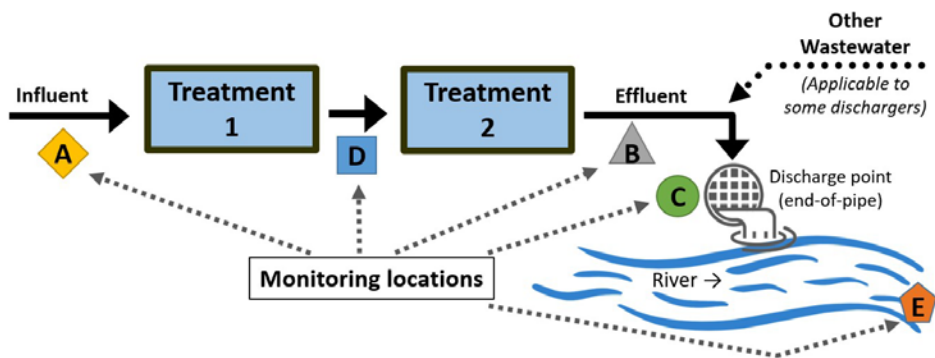 Other
Wastewater
(Applicable to
some dischargers)
Influent
Treatment
1
Treatment
2
Effluent
A
D
B
C
Discharge point
(end-of-pipe)
Monitoring locations
River →
E